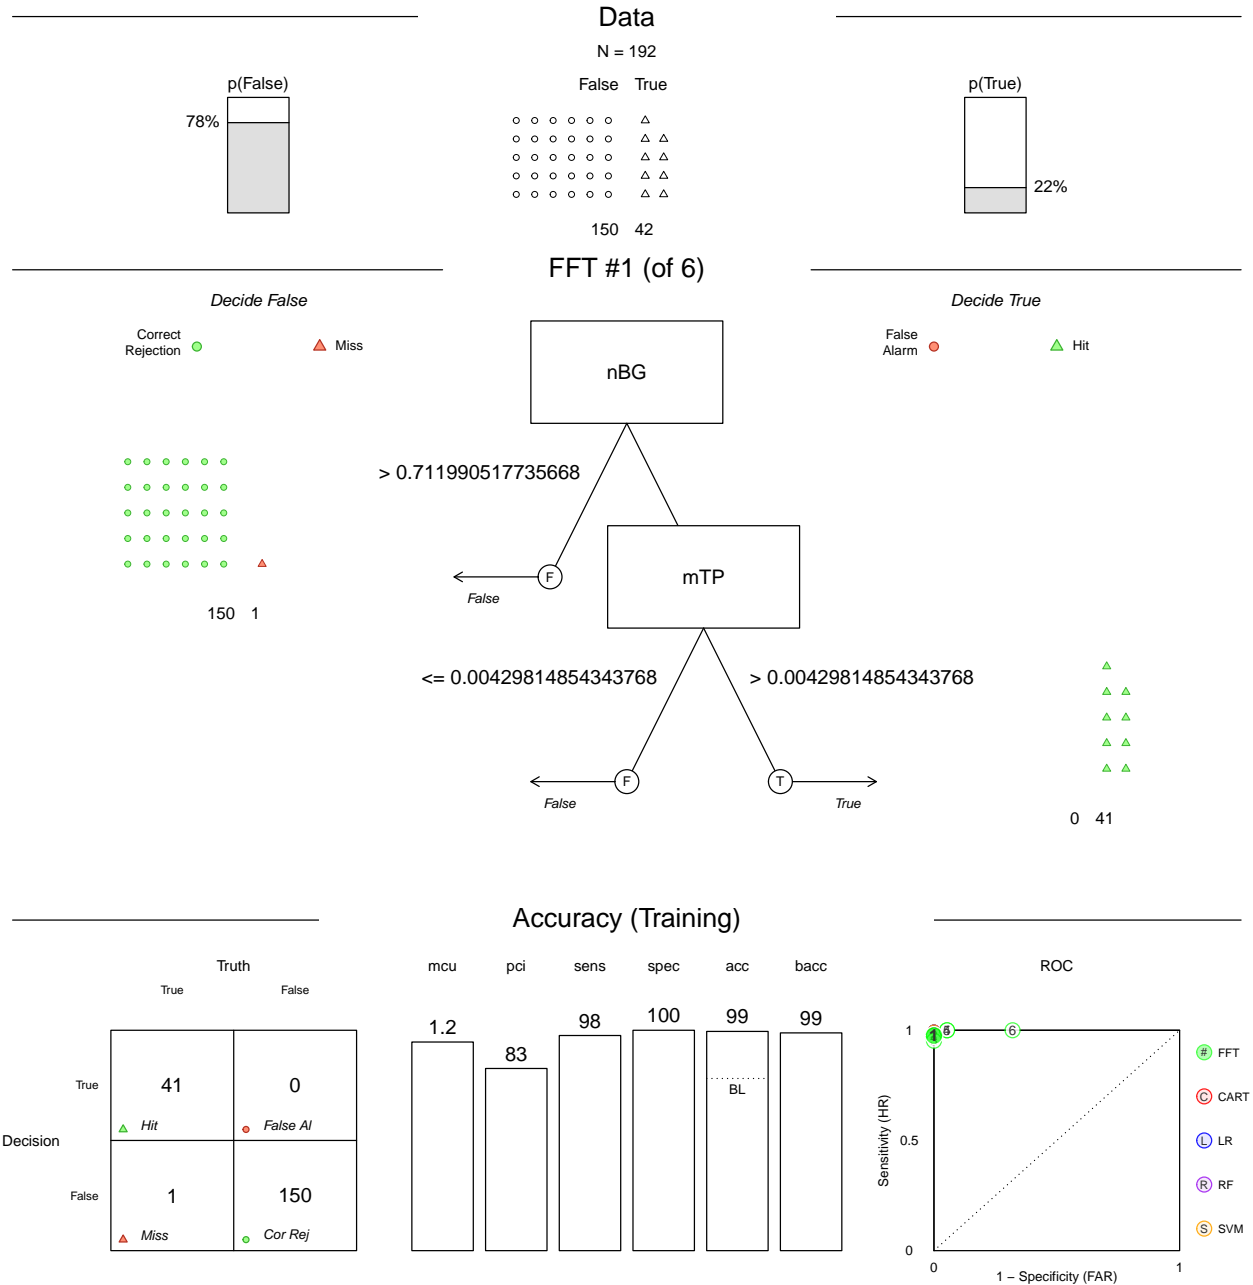 Data
N = 192
p(False)
78%
False True
150 42
p(True)
22%
FFT #1 (of 6)
Decide False
Correct
Rejection
Miss
Decide True
False
Alarm
Hit
nBG
> 0.711990517735668
F
False
mTP
150 1
<= 0.00429814854343768
> 0.00429814854343768
F
False
T
True
0 41
Accuracy (Training)
Truth
True False
Decision
True
41
Hit
0
False Al
False
1
Miss
150
Cor Rej
mcu pci sens spec acc bacc
1.2 83 98 100 99 99
BL
ROC
1
0.5
0
Sensitivity (HR)
1
6
0 1
1 − Specificity (FAR)
# FFT
C CART
L LR
R RF
S SVM